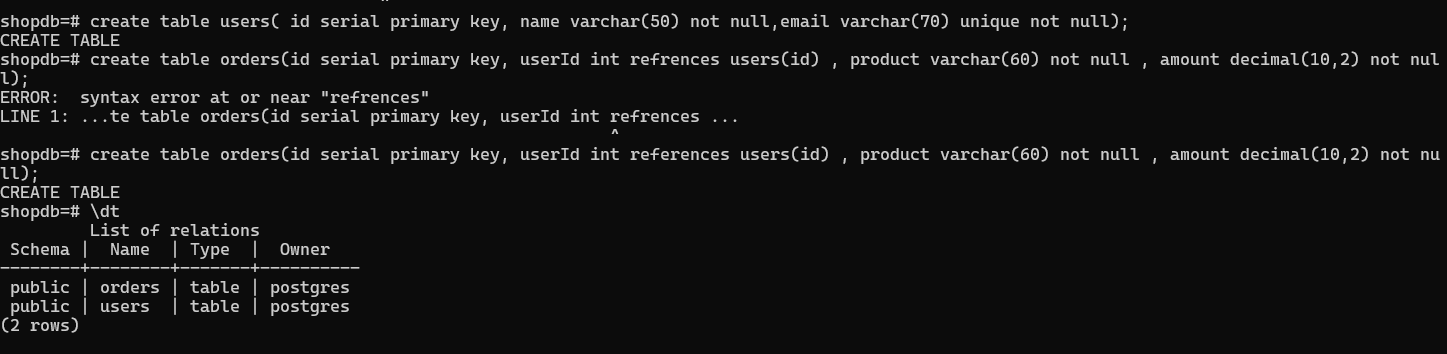 shopdb=# create table users( id serial primary key, name varchar(50) not null,email varchar(70) unique not null);
CREATE TABLE
shopdb=# create table orders(id serial primary key, userId int refrences users(id) , product varchar(60) not null , amount decimal(10,2) not nul
l);
ERROR:  syntax error at or near "refrences"
LINE 1: ...te table orders(id serial primary key, userId int refrences ...
                                                             ^
shopdb=# create table orders(id serial primary key, userId int references users(id) , product varchar(60) not null , amount decimal(10,2) not nu
ll);
CREATE TABLE
shopdb=# \dt
         List of relations
 Schema |  Name  | Type  |  Owner
--------+--------+-------+----------
 public | orders | table | postgres
 public | users  | table | postgres
(2 rows)